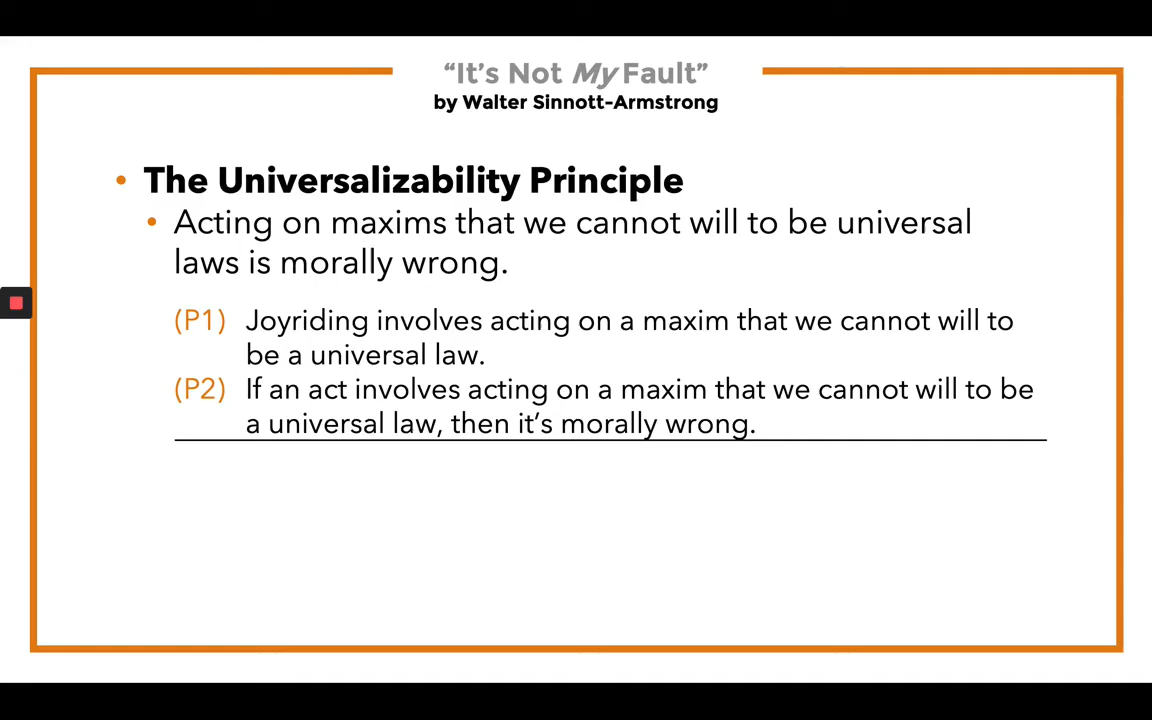 “It’s Not My Fault”
by Walter Sinnott-Armstrong
• The Universalizability Principle
• Acting on maxims that we cannot will to be universal
laws is morally wrong.
(P1) Joyriding involves acting on a maxim that we cannot will to
be a universal law.
(P2) If an act involves acting on a maxim that we cannot will to be
a universal law, then it’s morally wrong.